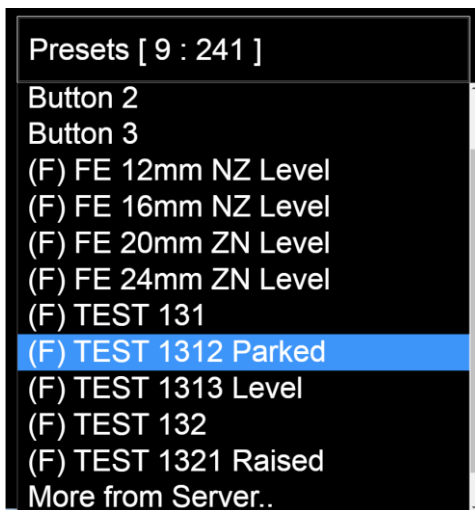 Presets [ 9 : 241 ]
Button 2
Button 3
(F) FE 12mm NZ Level
(F) FE 16mm NZ Level
(F) FE 20mm ZN Level
(F) FE 24mm ZN Level
(F) TEST 131
(F) TEST 1312 Parked
(F) TEST 1313 Level
(F) TEST 132
(F) TEST 1321 Raised
More from Server..